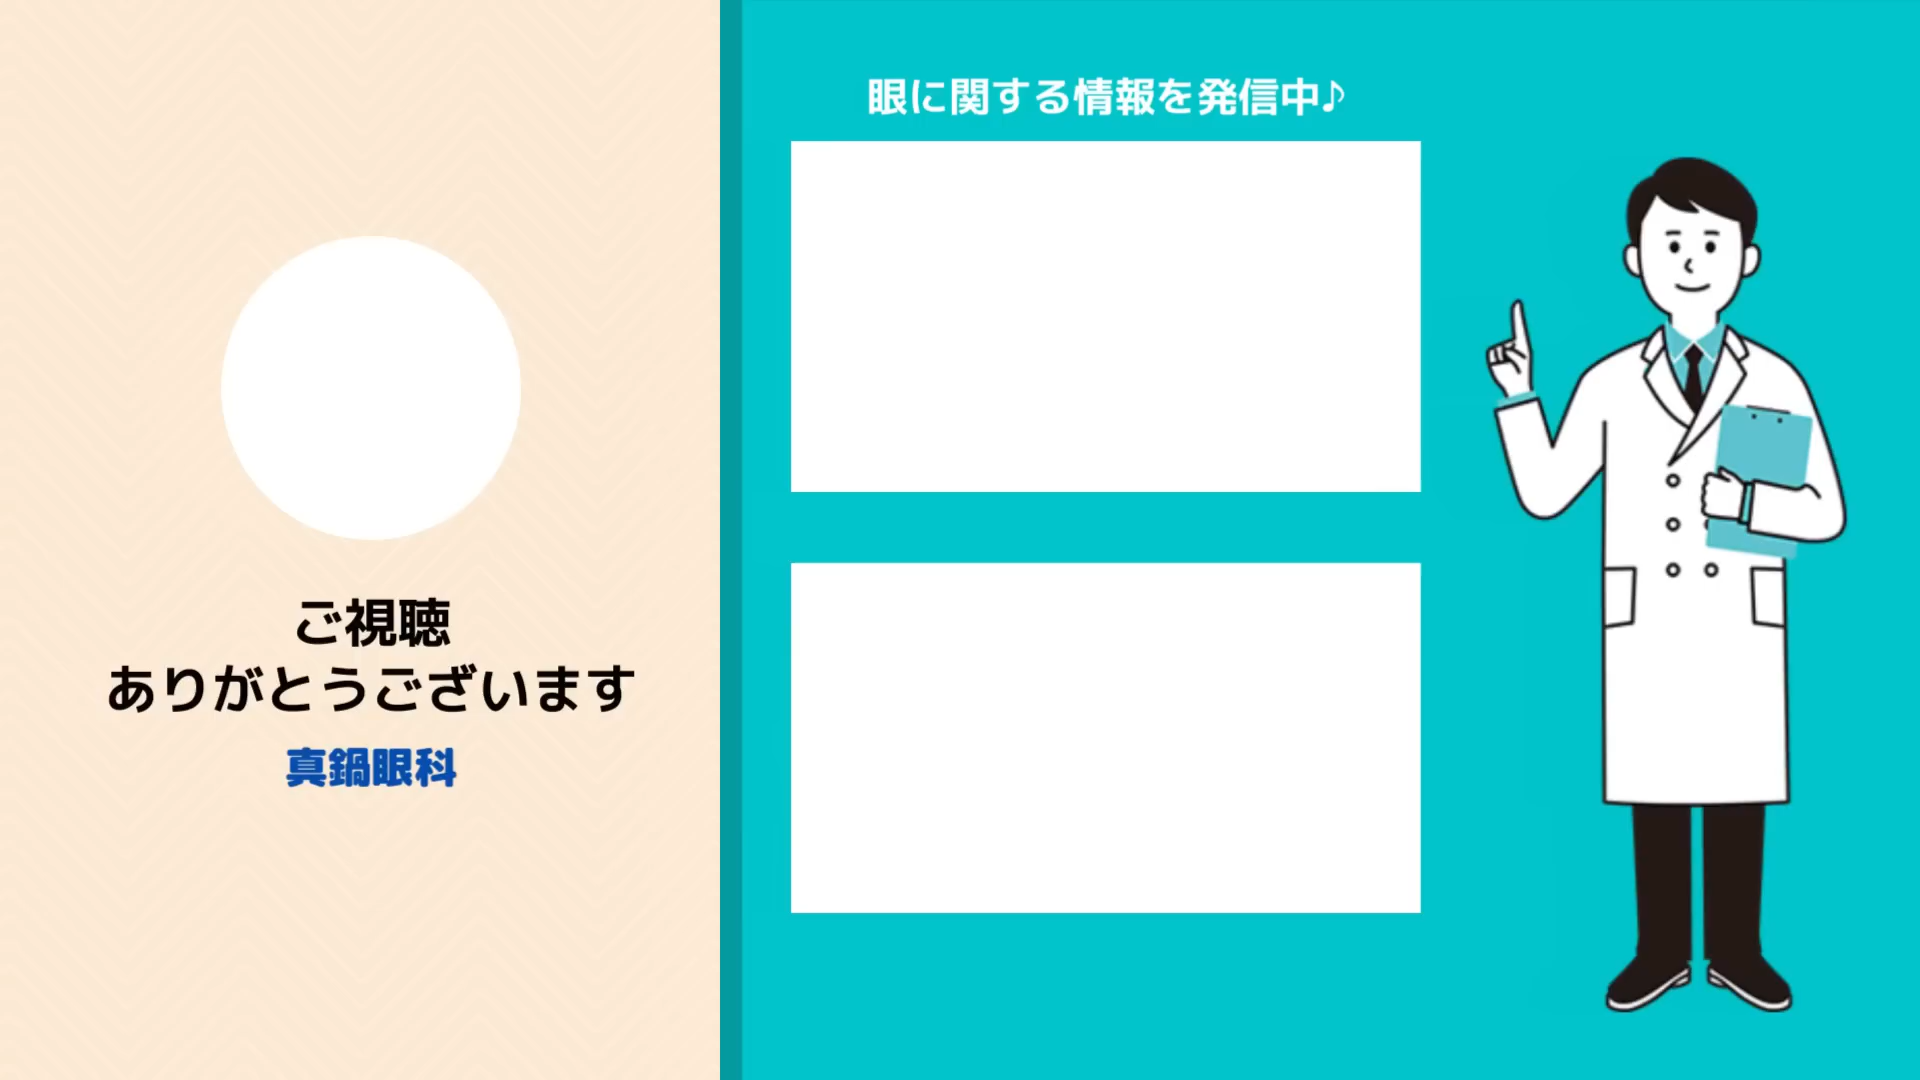 眼に関する情報を発信中♪
ご視聴
ありがとうございます
真鍋眼科